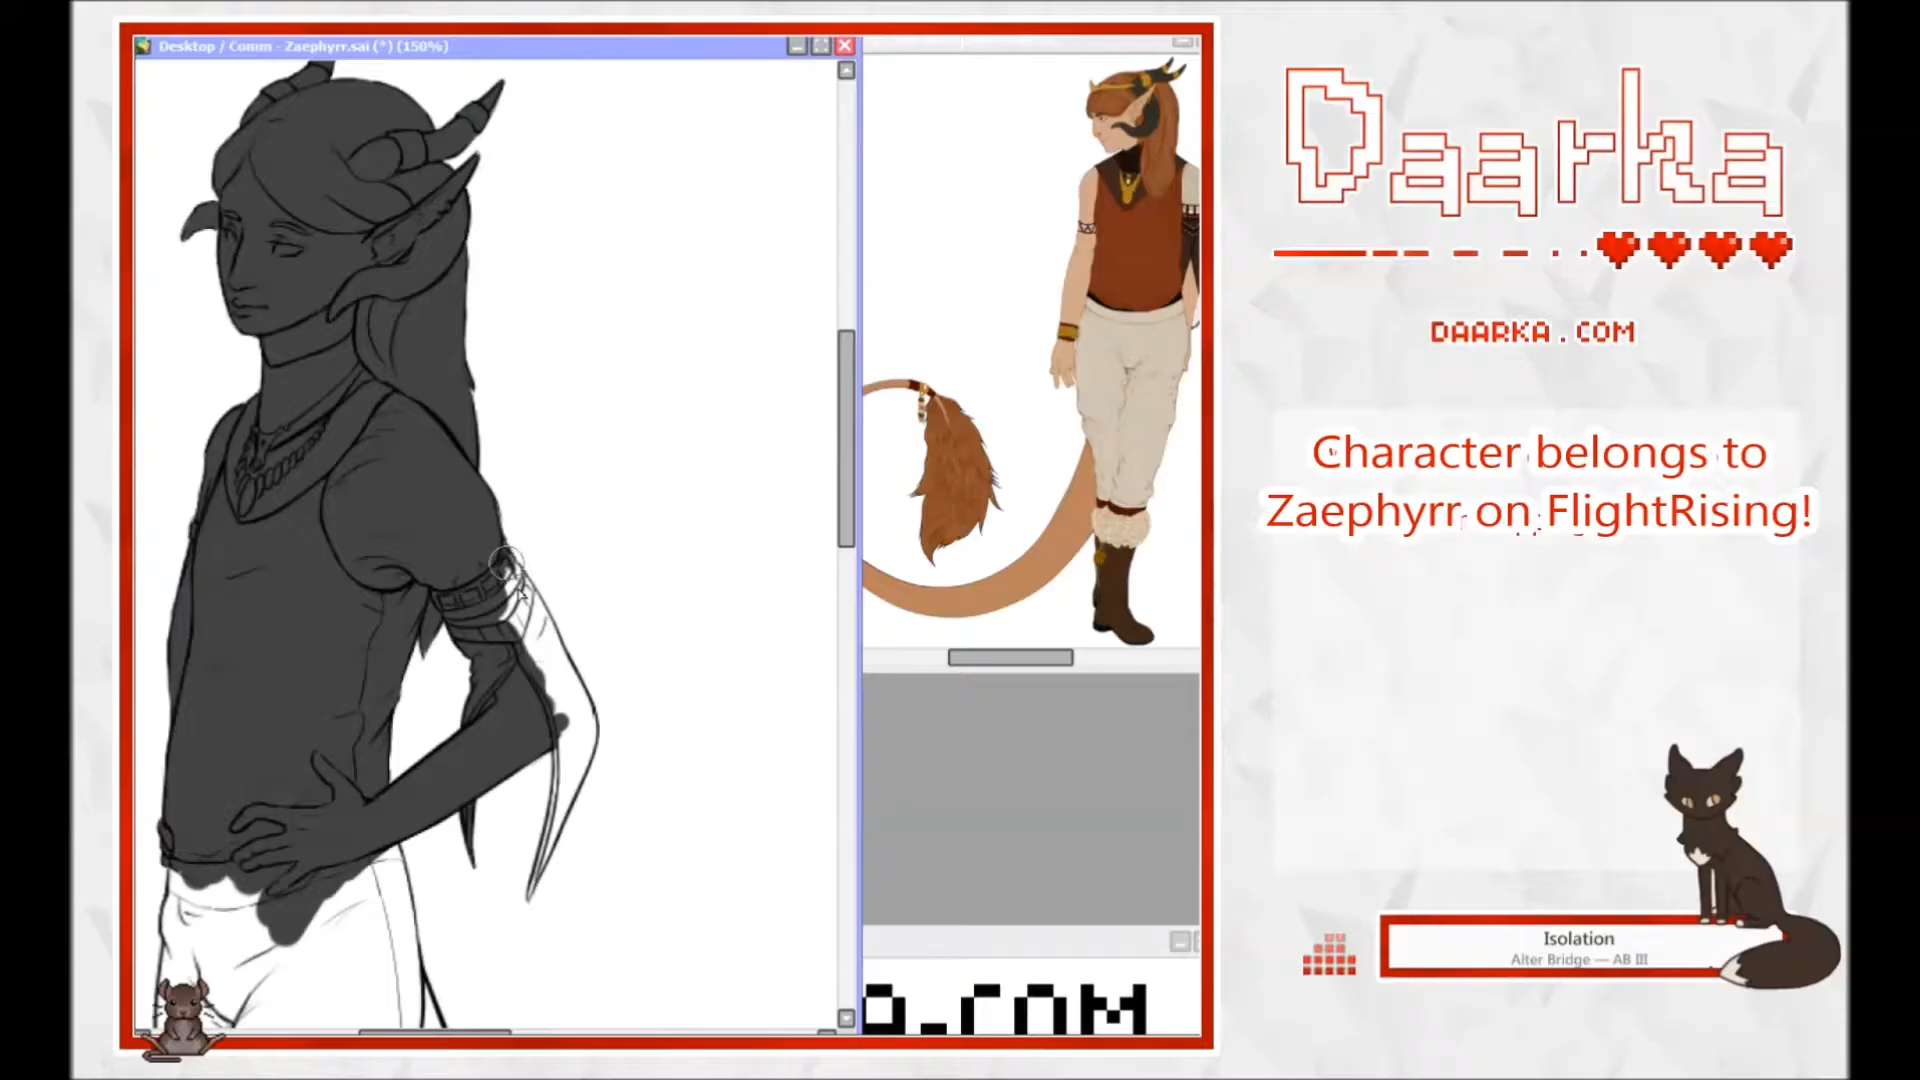 Desktop / Comm - Zaephyrr.sai (*) (150%)
Daarka
DAARKA.COM
Character belongs to
Zaephyrr on FlightRising!
Isolation
Alter Bridge — AB III
a.com